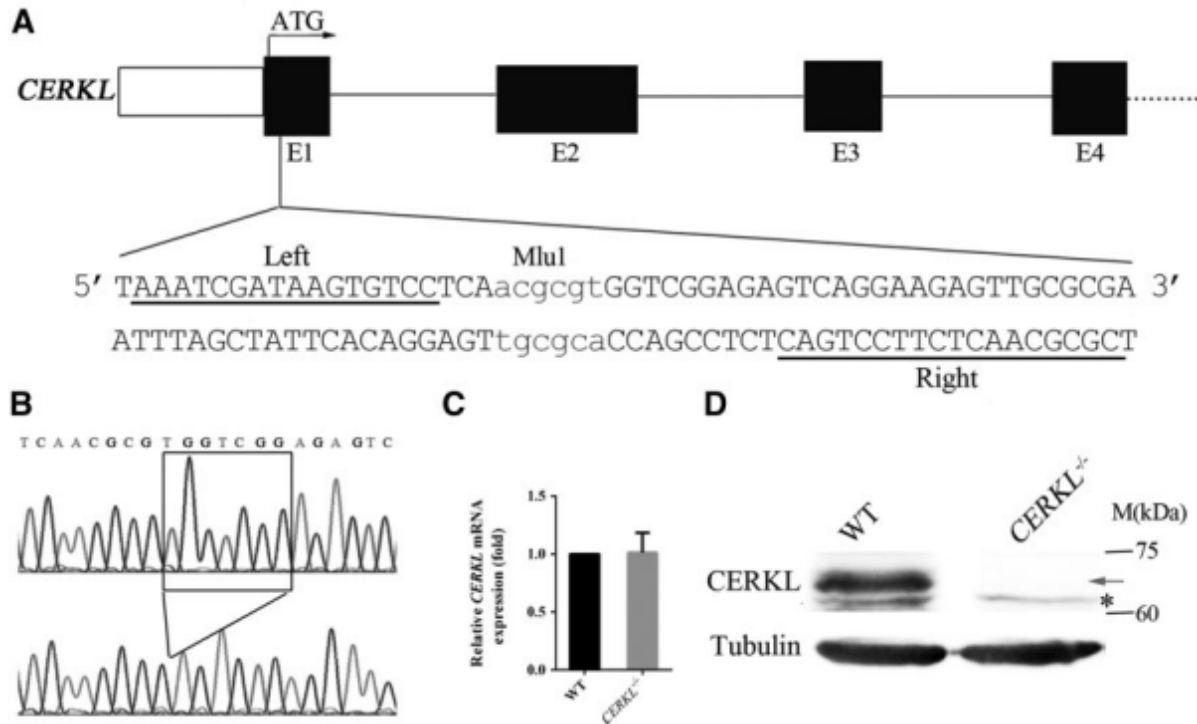 A
ATG
CERKL
E1
E2
E3
E4
Left
MluI
5' TAAATCGATAAGTGTCCTCAacgcgtGGTCGGAGAGTCAGGAAGAGTTGCGCGA 3'
ATTTAGCTATTCACAGGAGTtgcgcaCCAGCCTCTCAGTCCTTCTCAACGCGCT
Right
B
TCAACGCGTGGTCGGAGAGTC
C
Relative CERKL mRNA
expression (fold)
1.5
1.0
0.5
0.0
WT
CERKL-/-
D
WT
CERKL-/-
M(kDa)
75
CERKL
*
60
Tubulin